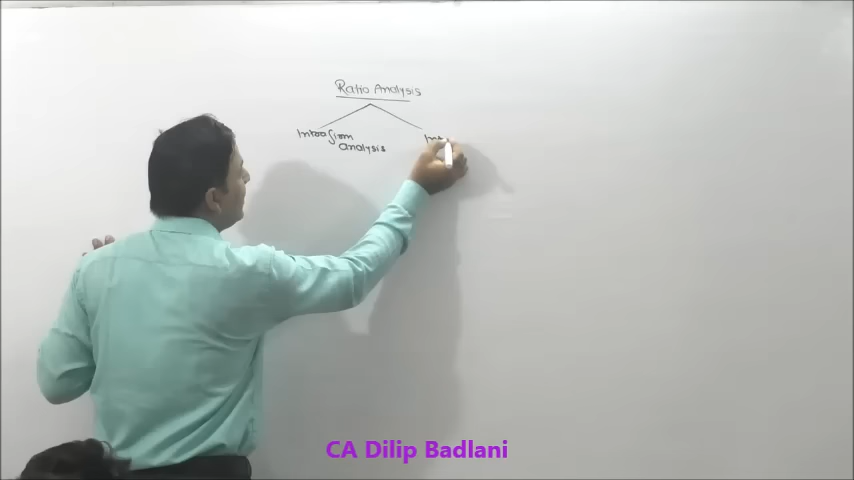 Ratio Analysis
Intra firm
Analysis
CA Dilip Badlani